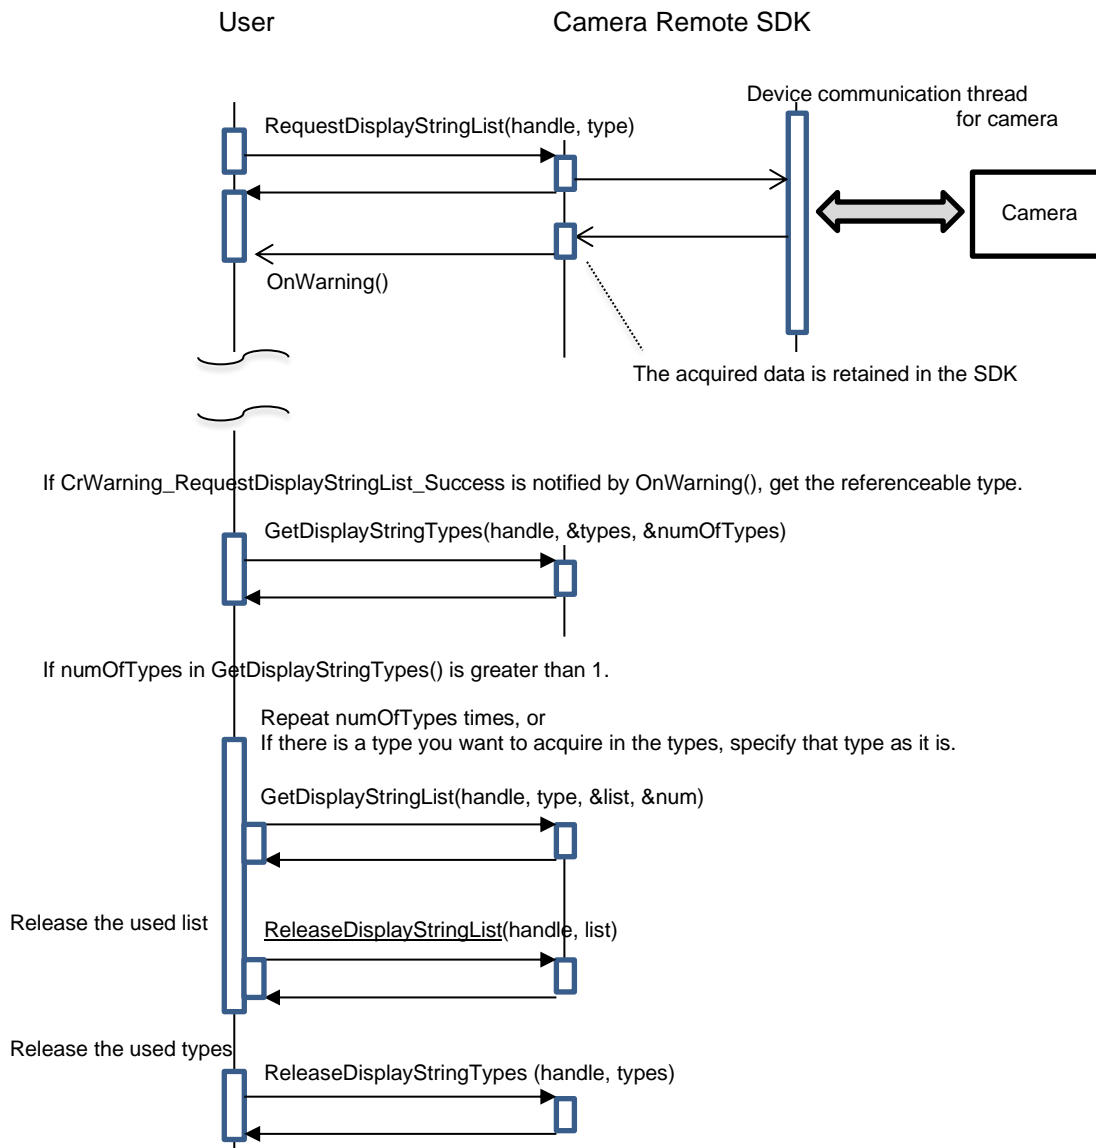 User
Camera Remote SDK
Device communication thread
for camera
RequestDisplayStringList(handle, type)
Camera
OnWarning()
The acquired data is retained in the SDK
If CrWarning_RequestDisplayStringList_Success is notified by OnWarning(), get the referenceable type.
GetDisplayStringTypes(handle, &types, &numOfTypes)
If numOfTypes in GetDisplayStringTypes() is greater than 1.
Repeat numOfTypes times, or
If there is a type you want to acquire in the types, specify that type as it is.
GetDisplayStringList(handle, type, &list, &num)
Release the used list
ReleaseDisplayStringList(handle, list)
Release the used types
ReleaseDisplayStringTypes (handle, types)